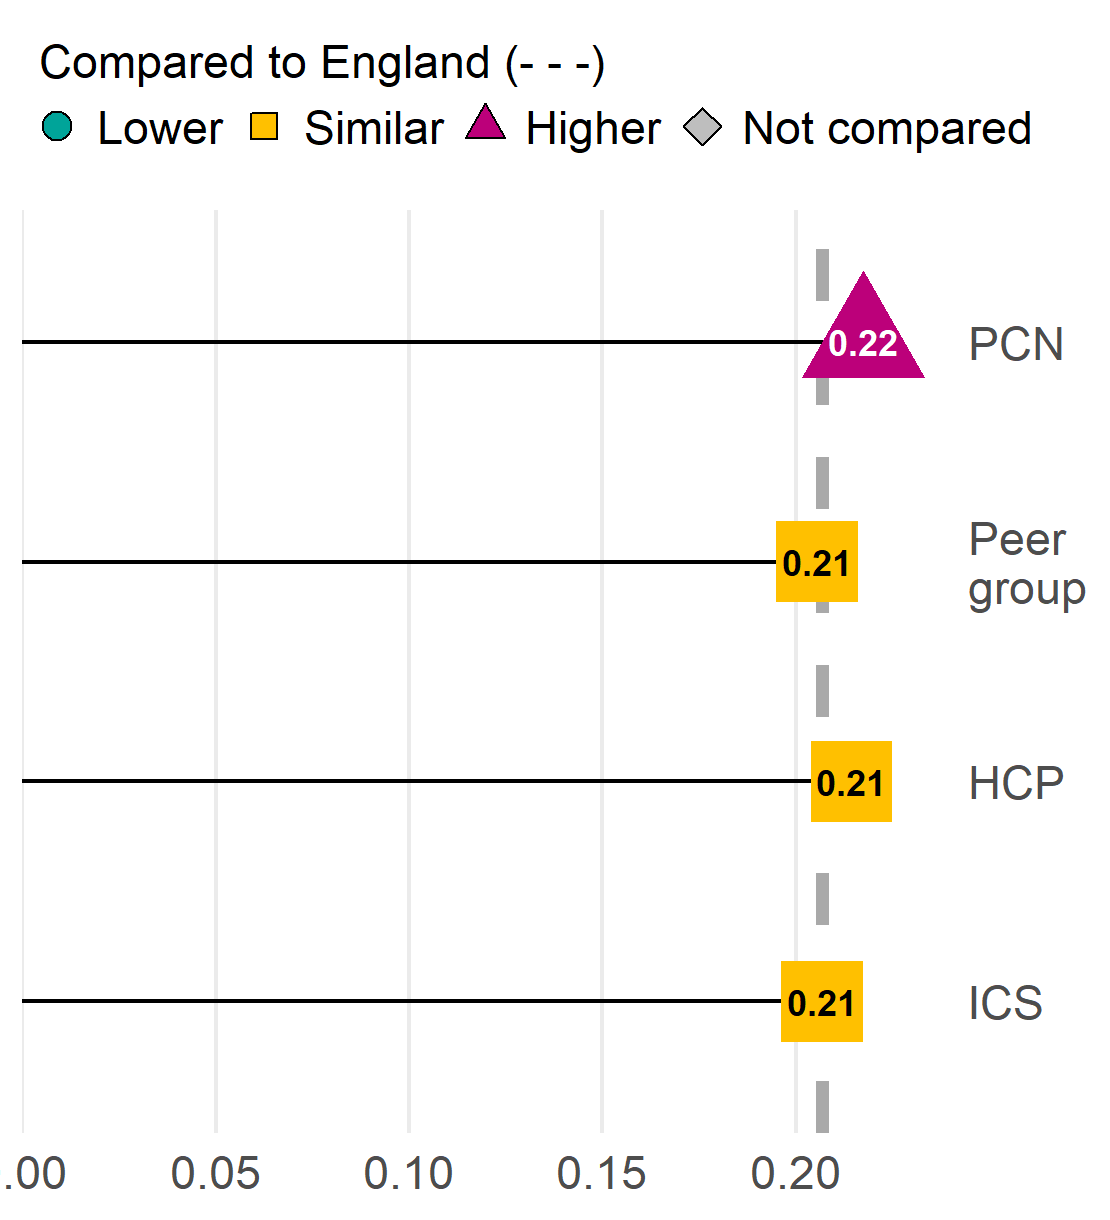 Compared to England (- - -)
Lower Similar Higher Not compared
0.22 PCN
0.21 Peer
group
0.21 HCP
0.21 ICS
.00 0.05 0.10 0.15 0.20